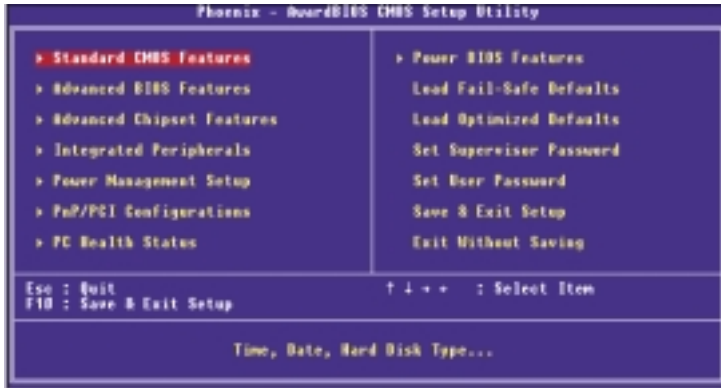 Phoenix - AwardBIOS CMOS Setup Utility
▸ Standard CMOS Features
▸ Advanced BIOS Features
▸ Advanced Chipset Features
▸ Integrated Peripherals
▸ Power Management Setup
▸ PnP/PCI Configurations
▸ PC Health Status
▸ Power BIOS Features
Load Fail-Safe Defaults
Load Optimized Defaults
Set Supervisor Password
Set User Password
Save & Exit Setup
Exit Without Saving
Esc : Quit
F10 : Save & Exit Setup
↑ ↓ → ← : Select Item
Time, Date, Hard Disk Type...